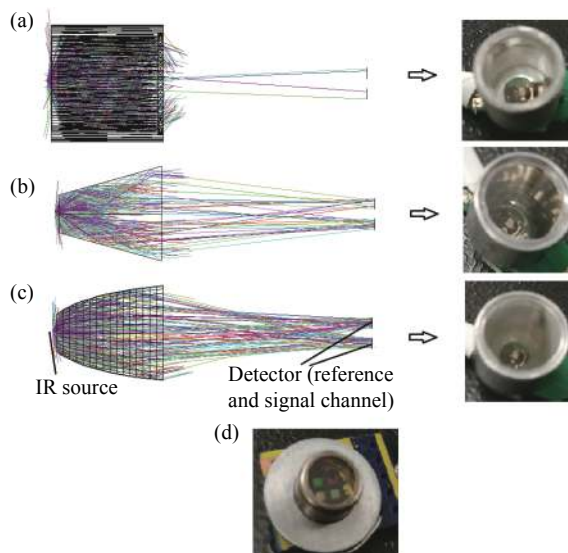 (a)
(b)
(c)
IR source
Detector (reference
and signal channel)
(d)